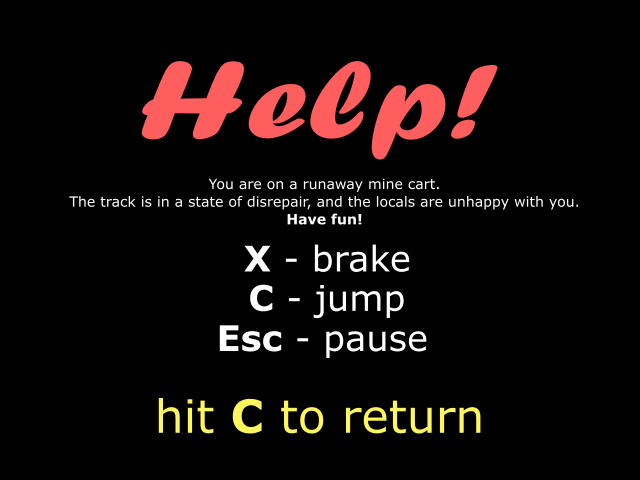 Help!
You are on a runaway mine cart.
The track is in a state of disrepair, and the locals are unhappy with you.
Have fun!
X - brake
C - jump
Esc - pause
hit C to return